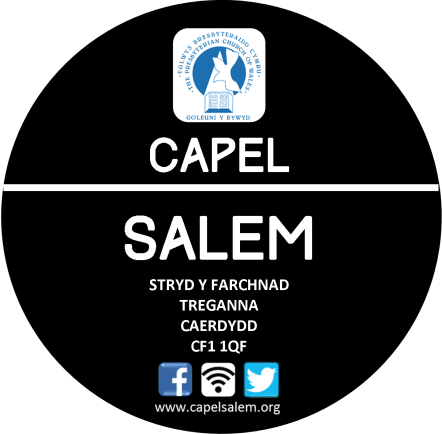 EGLWYS BRESBYTERAIDD CYMRU
THE PRESBYTERIAN CHURCH OF WALES
GOLEUNI Y BYWYD
CAPEL
SALEM
STRYD Y FARCHNAD
TREGANNA
CAERDYDD
CF1 1QF
www.capelsalem.org